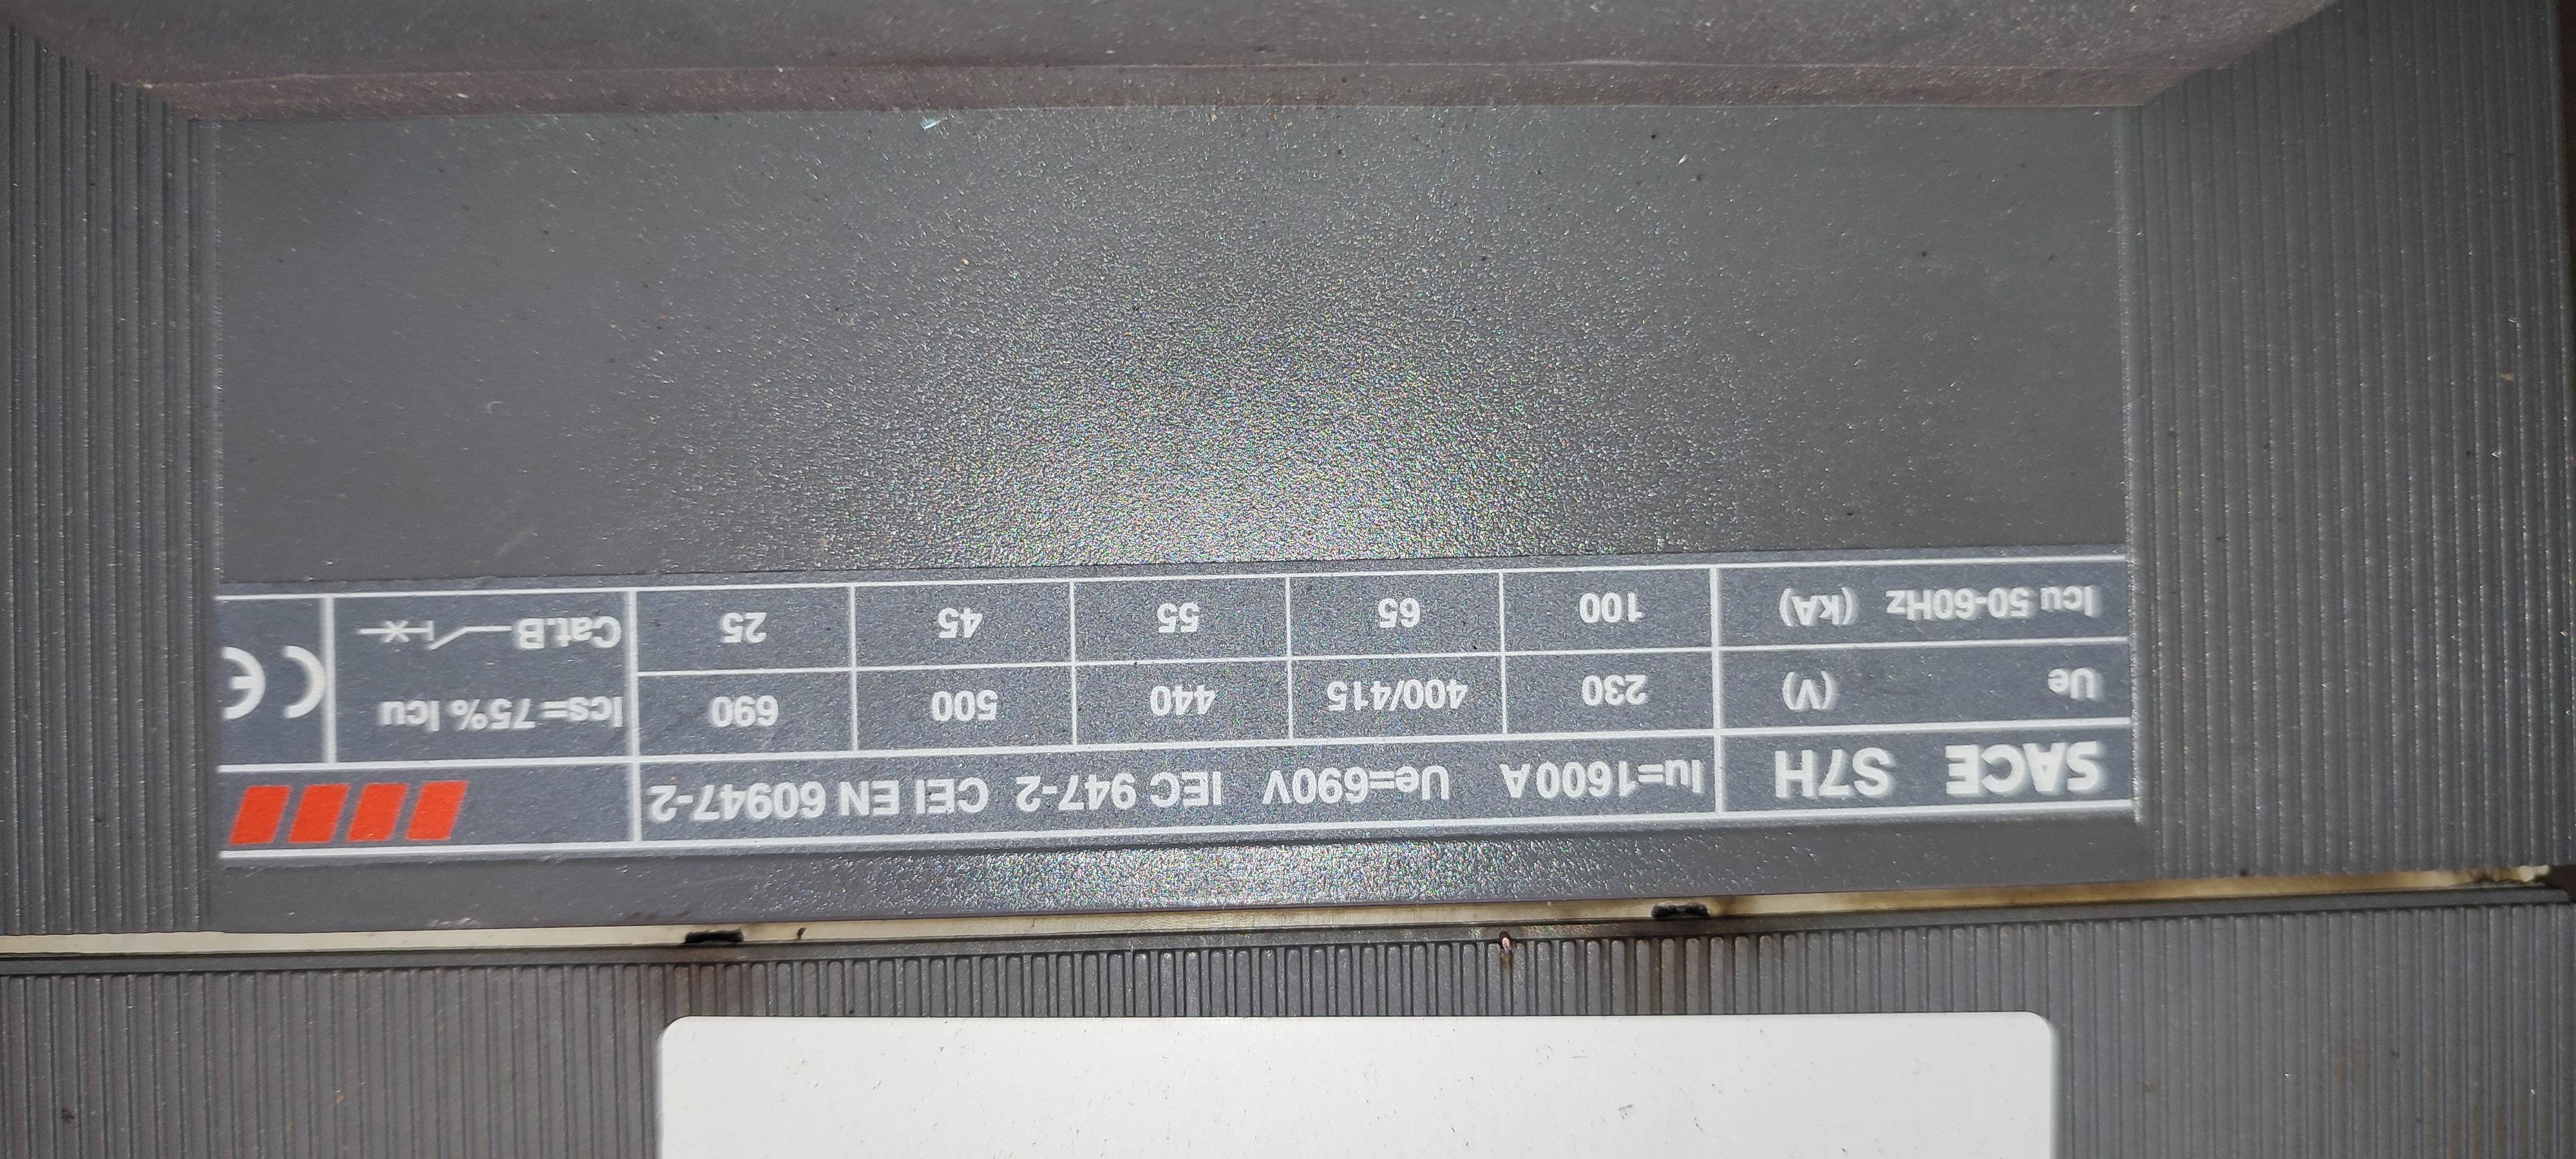 SACE S7H Iu=1600A Ue=690V IEC 947-2 CEI EN 60947-2
Ue (V) 230 400/415 440 500 690 Ics=75% Icu CE
Icu 50-60Hz (kA) 100 65 55 45 25 Cat.B